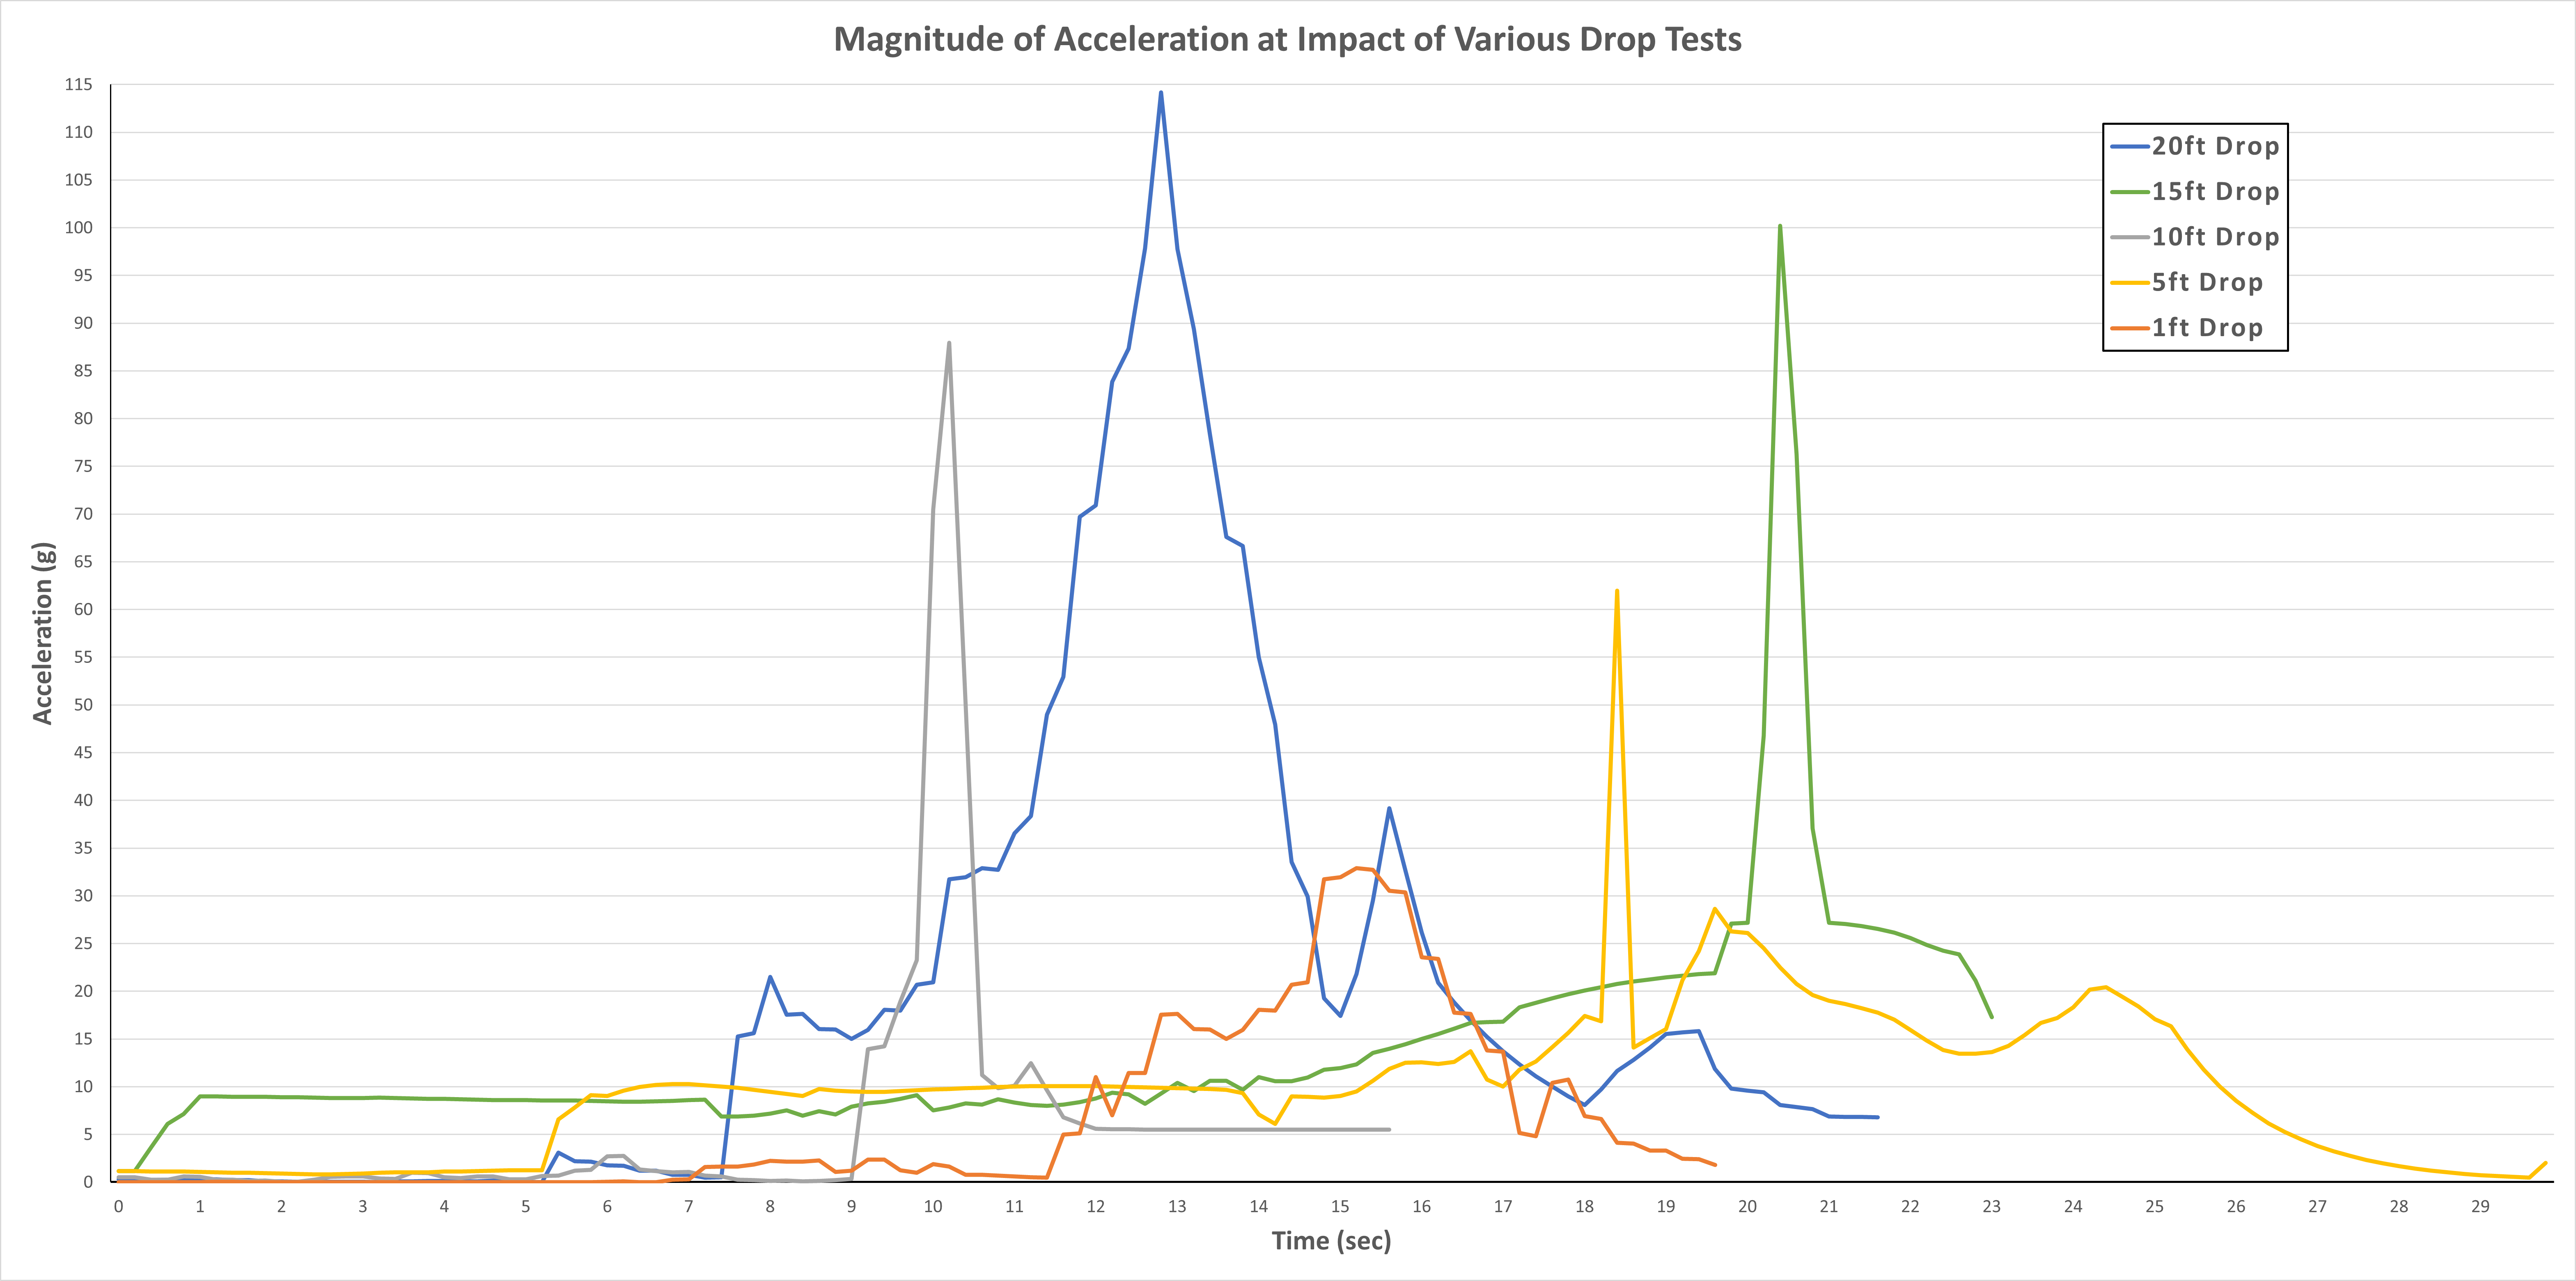 Magnitude of Acceleration at Impact of Various Drop Tests
115
110
105
100
95
90
85
80
75
70
65
60
55
50
45
40
35
30
25
20
15
10
5
0
Acceleration (g)
20ft Drop
15ft Drop
10ft Drop
5ft Drop
1ft Drop
0 1 2 3 4 5 6 7 8 9 10 11 12 13 14 15 16 17 18 19 20 21 22 23 24 25 26 27 28 29
Time (sec)